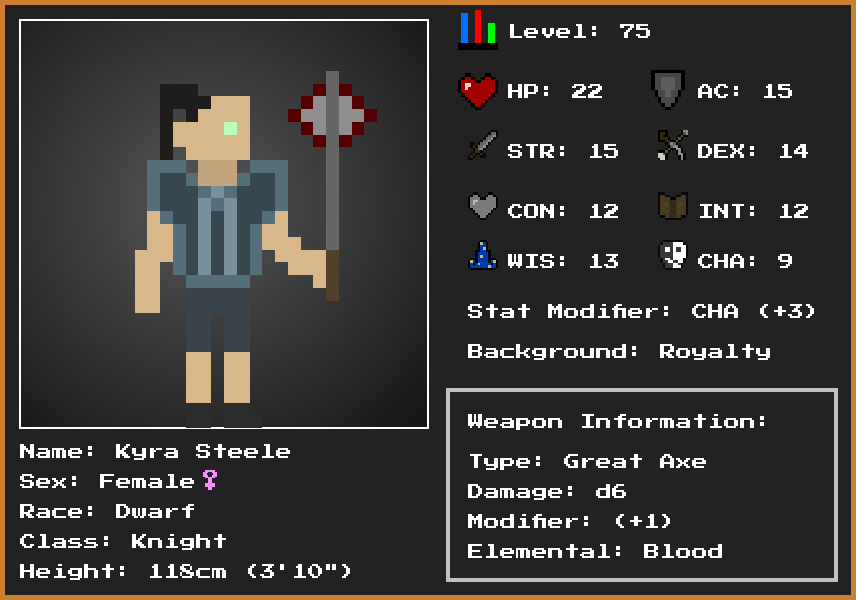 Level: 75
HP: 22 AC: 15
STR: 15 DEX: 14
CON: 12 INT: 12
WIS: 13 CHA: 9
Stat Modifier: CHA (+3)
Background: Royalty
Weapon Information:
Type: Great Axe
Damage: d6
Modifier: (+1)
Elemental: Blood
Name: Kyra Steele
Sex: Female♀
Race: Dwarf
Class: Knight
Height: 118cm (3'10")